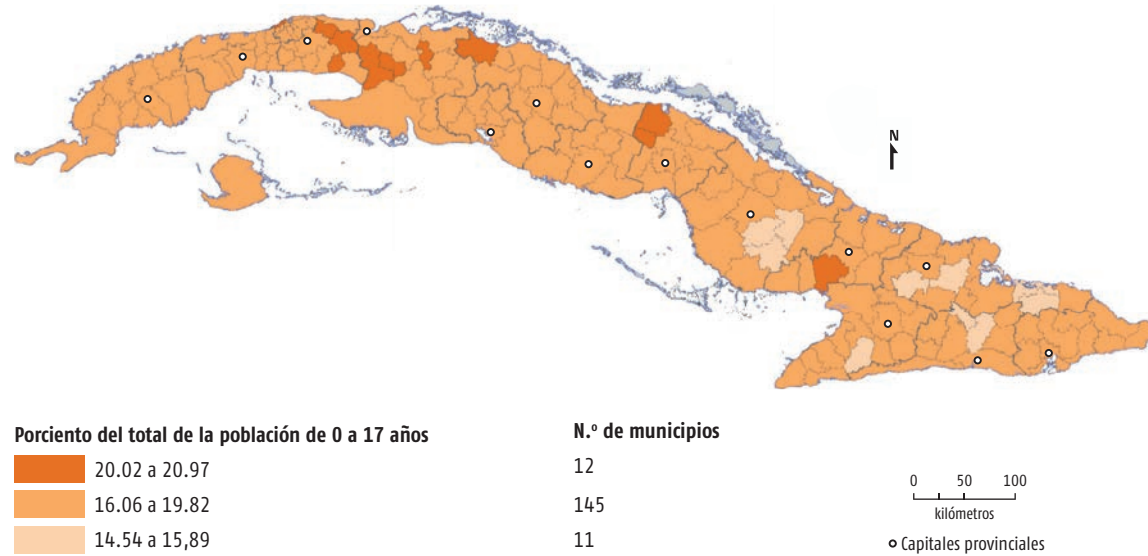 N
Porciento del total de la población de 0 a 17 años
N.º de municipios
20.02 a 20.97
12
16.06 a 19.82
145
14.54 a 15,89
11
0 50 100
kilómetros
Capitales provinciales